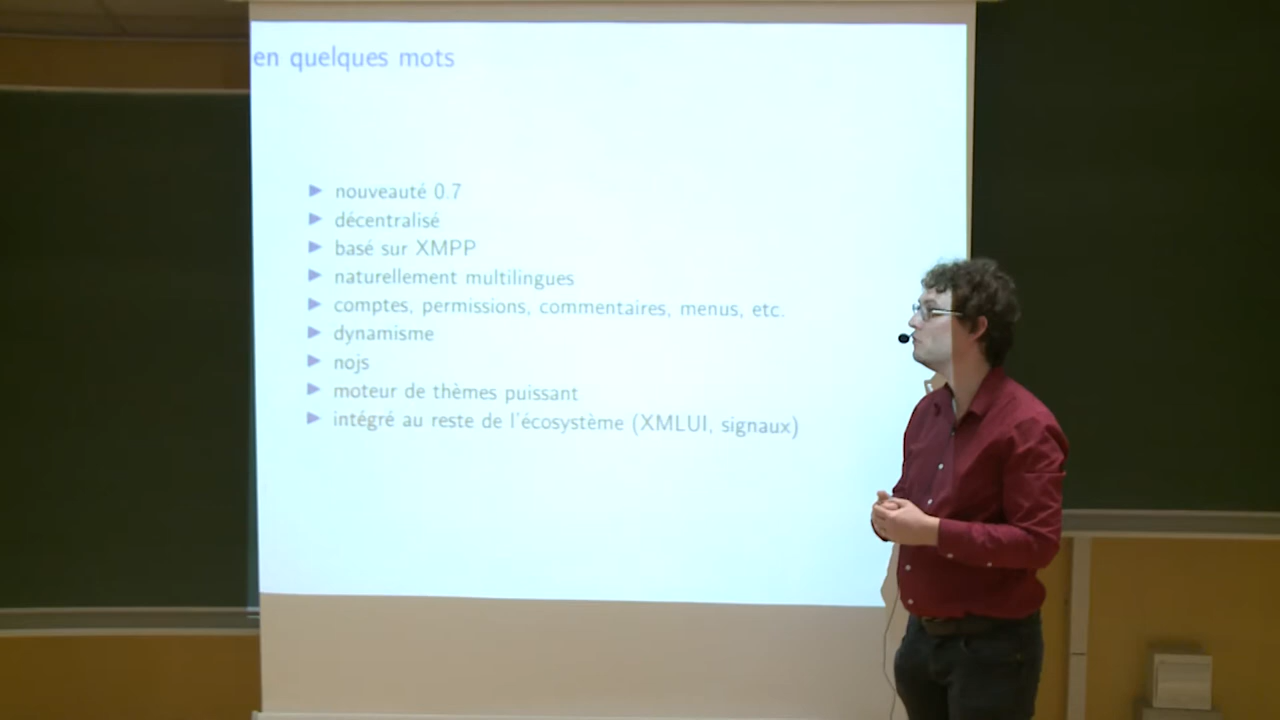 en quelques mots
▶ nouveauté 0.7
▶ décentralisé
▶ basé sur XMPP
▶ naturellement multilingues
▶ comptes, permissions, commentaires, menus, etc.
▶ dynamisme
▶ nojs
▶ moteur de thèmes puissant
▶ intégré au reste de l'écosystème (XMLUI, signaux)